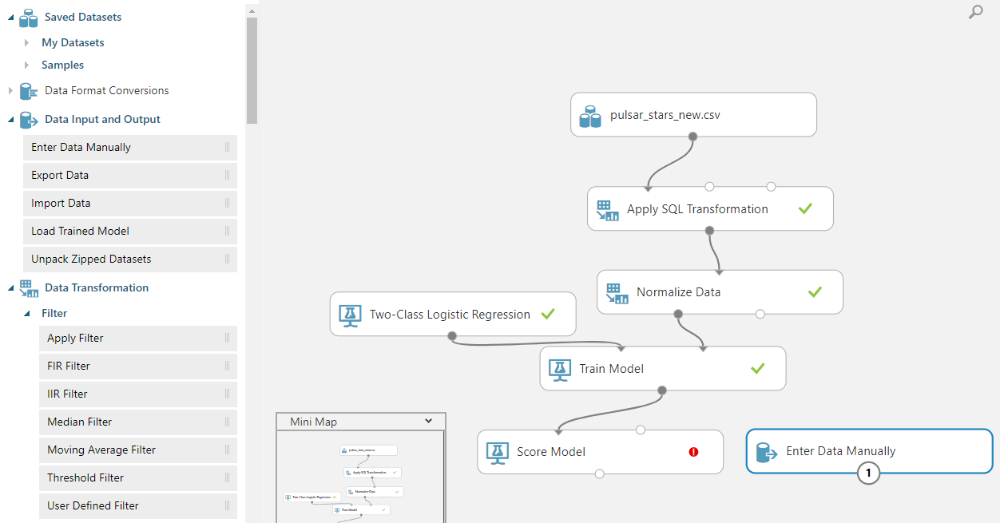 Saved Datasets
My Datasets
Samples
Data Format Conversions
Data Input and Output
Enter Data Manually
Export Data
Import Data
Load Trained Model
Unpack Zipped Datasets
Data Transformation
Filter
Apply Filter
FIR Filter
IIR Filter
Median Filter
Moving Average Filter
Threshold Filter
User Defined Filter
pulsar_stars_new.csv
Apply SQL Transformation
Normalize Data
Two-Class Logistic Regression
Train Model
Score Model
Enter Data Manually
1
Mini Map
pulsar_stars_new.csv
Apply SQL Transformation
Normalize Data
Two-Class Logistic Regression
Train Model